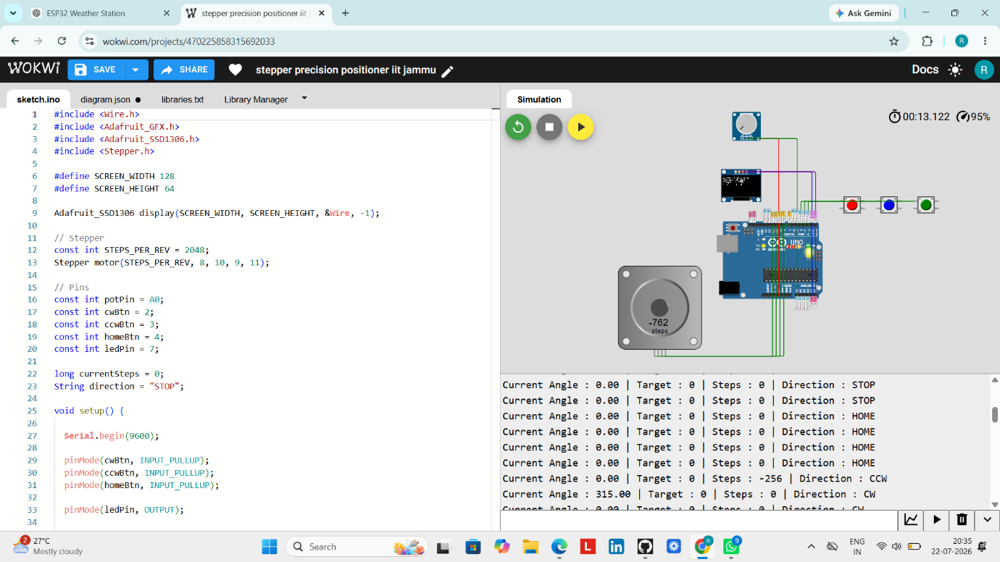 ESP32 Weather Station
stepper precision positioner iit j
Ask Gemini
wokwi.com/projects/470225858315692033
R
WOKWI
SAVE
SHARE
stepper precision positioner iit jammu
Docs
R
sketch.ino
diagram.json
libraries.txt
Library Manager
Simulation
1 #include <Wire.h>
2 #include <Adafruit_GFX.h>
3 #include <Adafruit_SSD1306.h>
4 #include <Stepper.h>
5
6 #define SCREEN_WIDTH 128
7 #define SCREEN_HEIGHT 64
8
9 Adafruit_SSD1306 display(SCREEN_WIDTH, SCREEN_HEIGHT, &Wire, -1);
10
11 // Stepper
12 const int STEPS_PER_REV = 2048;
13 Stepper motor(STEPS_PER_REV, 8, 10, 9, 11);
14
15 // Pins
16 const int potPin = A0;
17 const int cwBtn = 2;
18 const int ccwBtn = 3;
19 const int homeBtn = 4;
20 const int ledPin = 7;
21
22 long currentSteps = 0;
23 String direction = "STOP";
24
25 void setup() {
26
27 Serial.begin(9600);
28
29 pinMode(cwBtn, INPUT_PULLUP);
30 pinMode(ccwBtn, INPUT_PULLUP);
31 pinMode(homeBtn, INPUT_PULLUP);
32
33 pinMode(ledPin, OUTPUT);
34
00:13.122 95%
UNO
-762
steps
Current Angle : 0.00 | Target : 0 | Steps : 0 | Direction : STOP
Current Angle : 0.00 | Target : 0 | Steps : 0 | Direction : STOP
Current Angle : 0.00 | Target : 0 | Steps : 0 | Direction : HOME
Current Angle : 0.00 | Target : 0 | Steps : 0 | Direction : HOME
Current Angle : 0.00 | Target : 0 | Steps : 0 | Direction : HOME
Current Angle : 0.00 | Target : 0 | Steps : 0 | Direction : HOME
Current Angle : 0.00 | Target : 0 | Steps : -256 | Direction : CCW
Current Angle : 315.00 | Target : 0 | Steps : 0 | Direction : CW
Current Angle : 0.00 | Target : 0 | Steps : 0 | Direction : CW
2
27°C
Mostly cloudy
Search
L
in
R
9
ENG
IN
20:35
22-07-2026